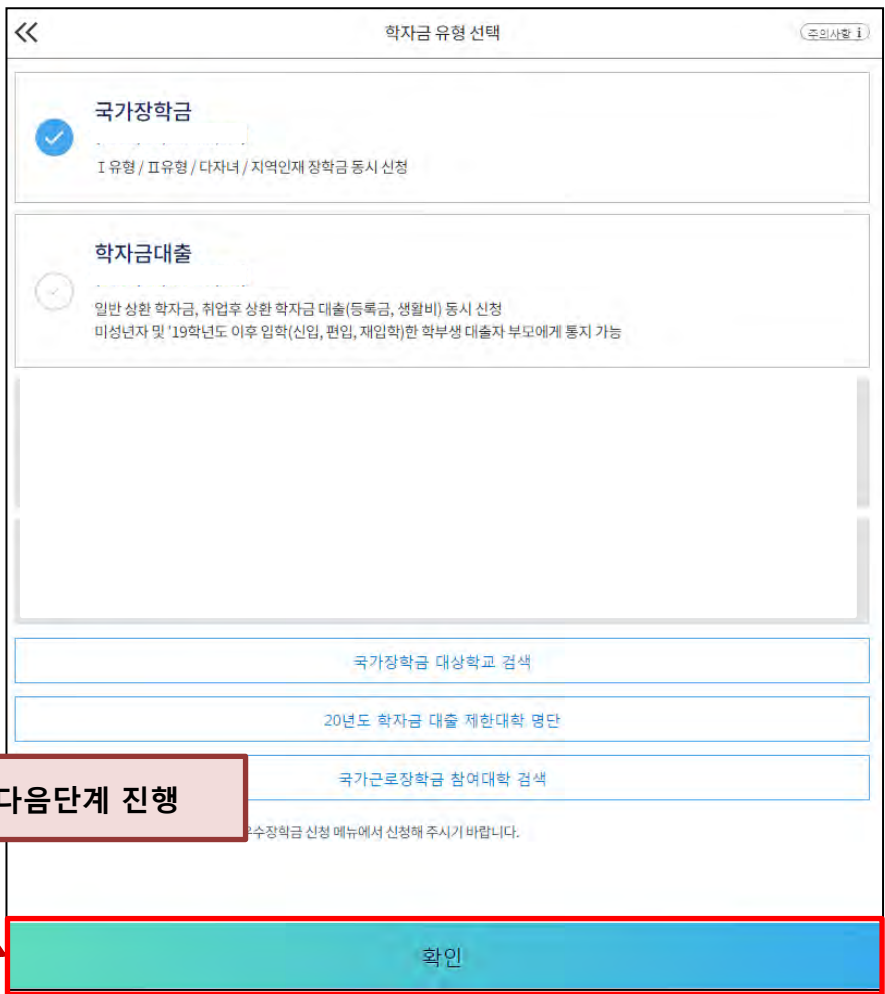 학자금 유형 선택
주의사항 i
국가장학금
Ⅰ유형 / Ⅱ유형 / 다자녀 / 지역인재 장학금 동시 신청
학자금대출
일반 상환 학자금, 취업후 상환 학자금 대출(등록금, 생활비) 동시 신청
미성년자 및 '19학년도 이후 입학(신입, 편입, 재입학)한 학부생 대출자 부모에게 통지 가능
국가장학금 대상학교 검색
20년도 학자금 대출 제한대학 명단
국가근로장학금 참여대학 검색
다음단계 진행
우수장학금 신청 메뉴에서 신청해 주시기 바랍니다.
확인